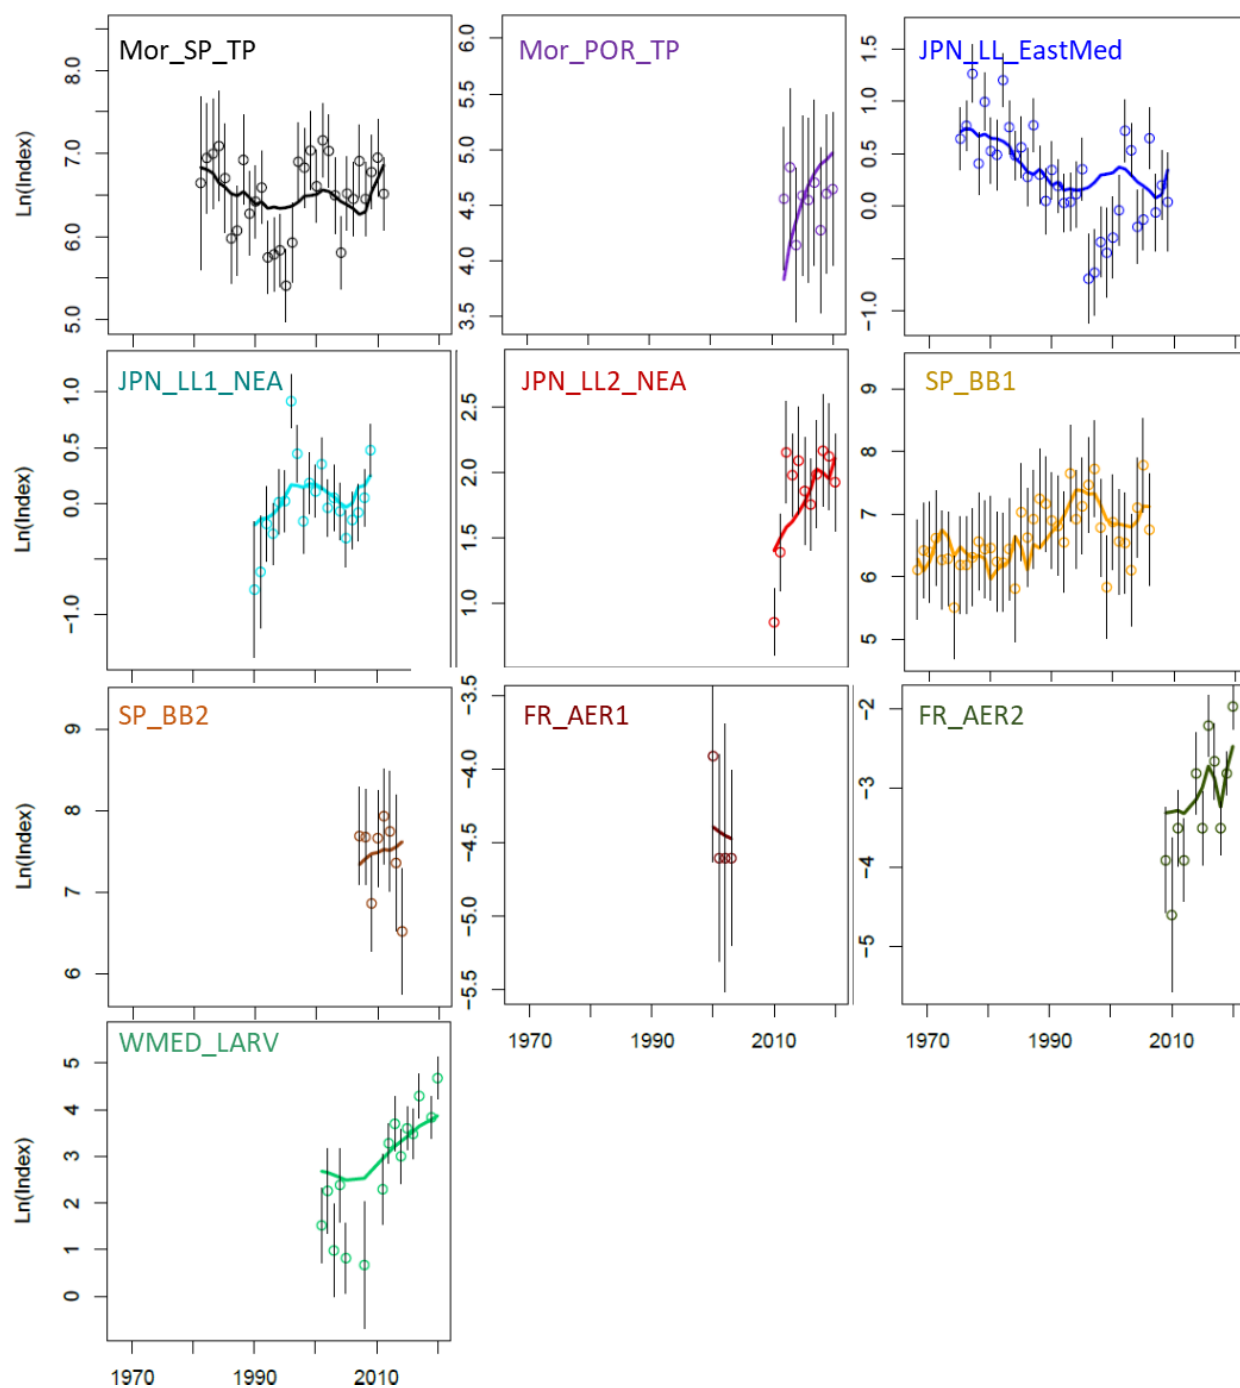 Mor_SP_TP
Ln(Index)
8.0
7.0
6.0
5.0
Mor_POR_TP
6.0
5.5
5.0
4.5
4.0
3.5
JPN_LL_EastMed
1.5
1.0
0.5
0.0
−1.0
JPN_LL1_NEA
Ln(Index)
1.0
0.5
0.0
−1.0
JPN_LL2_NEA
2.5
2.0
1.5
1.0
SP_BB1
9
8
7
6
5
SP_BB2
Ln(Index)
9
8
7
6
FR_AER1
−3.5
−4.0
−4.5
−5.0
−5.5
1970 1990 2010
FR_AER2
−2
−3
−4
−5
1970 1990 2010
WMED_LARV
Ln(Index)
5
4
3
2
1
0
1970 1990 2010